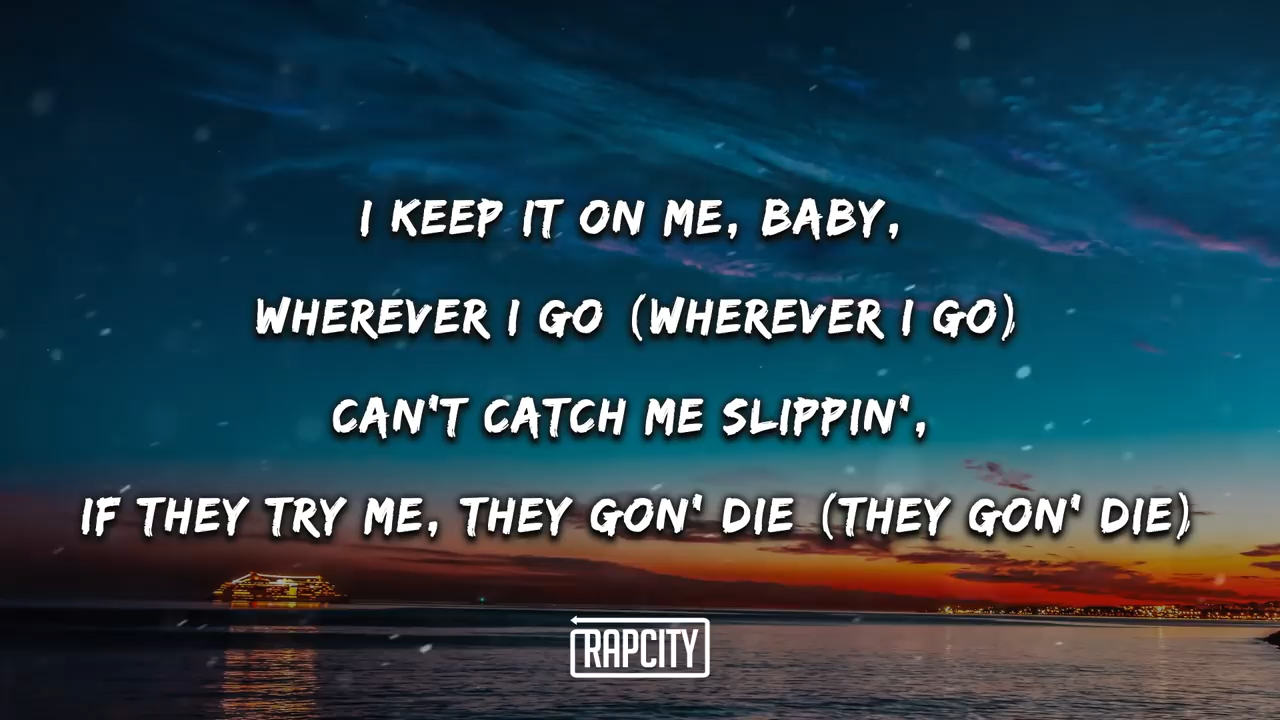 I KEEP IT ON ME, BABY,
WHEREVER I GO (WHEREVER I GO)
CAN'T CATCH ME SLIPPIN',
IF THEY TRY ME, THEY GON' DIE (THEY GON' DIE)
RAPCITY